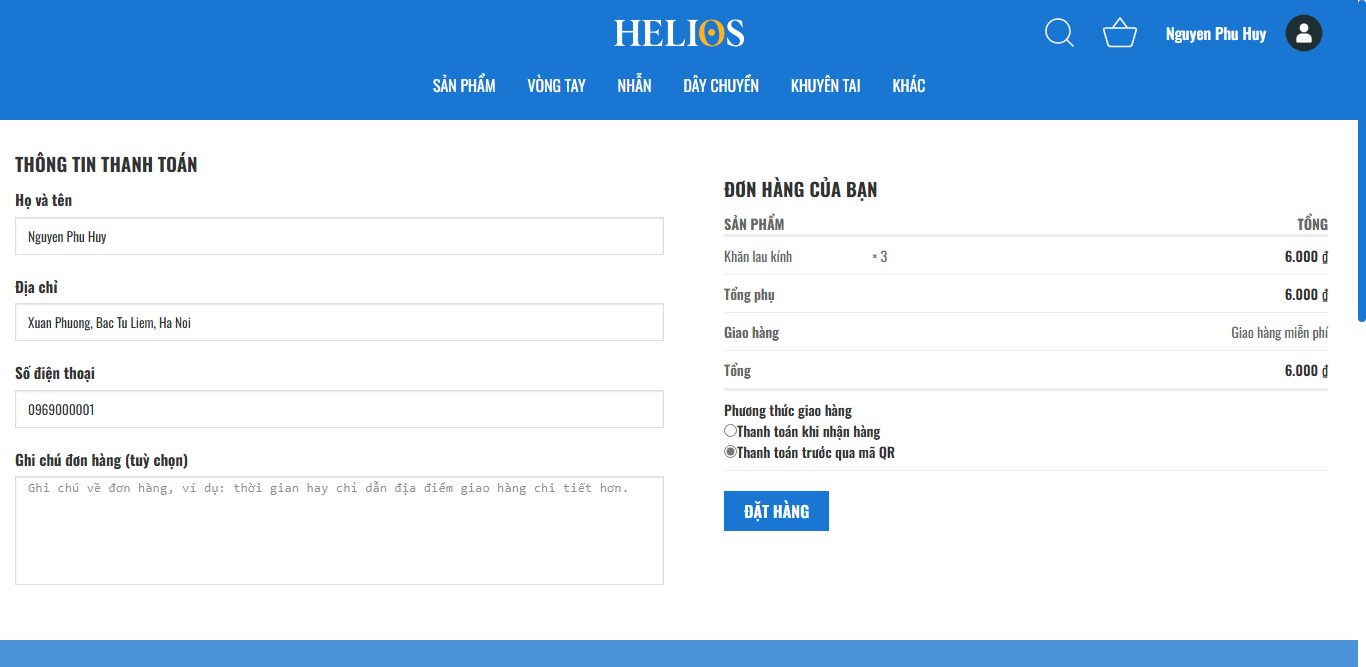 HELIOS
Nguyen Phu Huy
SẢN PHẨM VÒNG TAY NHẪN DÂY CHUYỀN KHUYÊN TAI KHÁC
THÔNG TIN THANH TOÁN
Họ và tên
Nguyen Phu Huy
Địa chỉ
Xuan Phuong, Bac Tu Liem, Ha Noi
Số điện thoại
0969000001
Ghi chú đơn hàng (tuỳ chọn)
Ghi chú về đơn hàng, ví dụ: thời gian hay chỉ dẫn địa điểm giao hàng chi tiết hơn.
ĐƠN HÀNG CỦA BẠN
SẢN PHẨM TỔNG
Khăn lau kính × 3 6.000 ₫
Tổng phụ 6.000 ₫
Giao hàng Giao hàng miễn phí
Tổng 6.000 ₫
Phương thức giao hàng
Thanh toán khi nhận hàng
Thanh toán trước qua mã QR
ĐẶT HÀNG